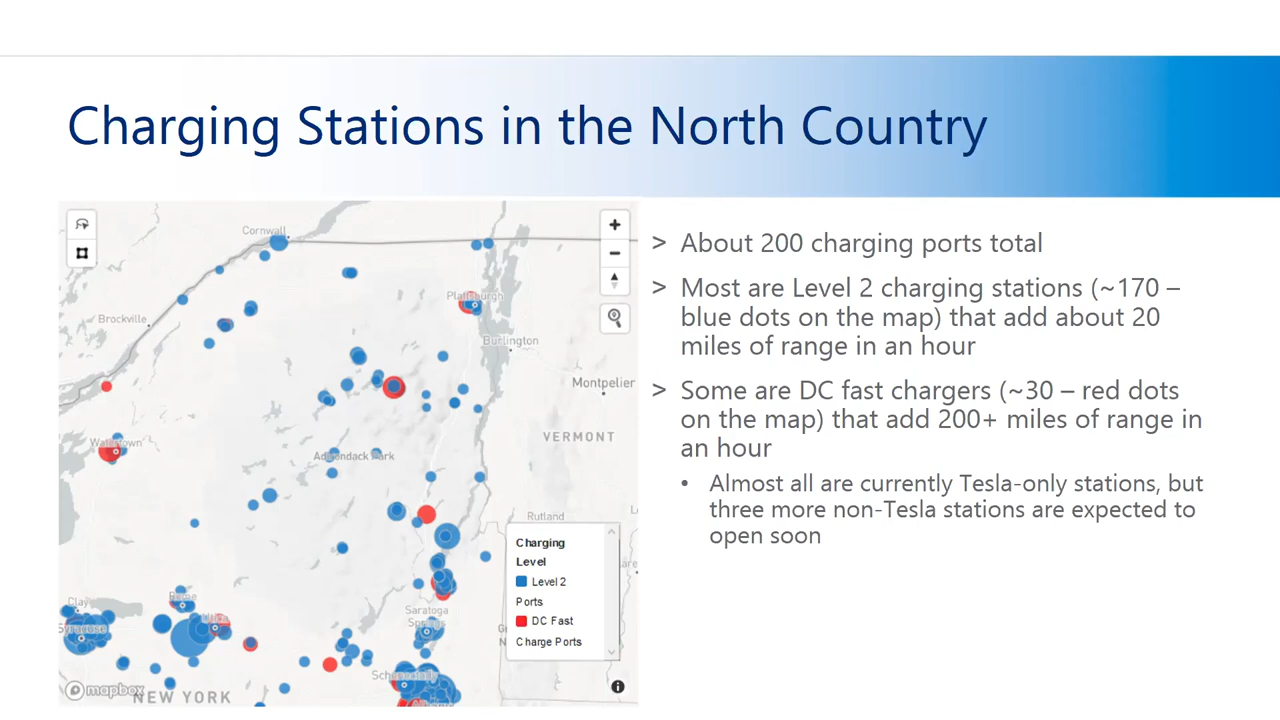 Charging Stations in the North Country
> About 200 charging ports total
> Most are Level 2 charging stations (~170 –
blue dots on the map) that add about 20
miles of range in an hour
> Some are DC fast chargers (~30 – red dots
on the map) that add 200+ miles of range in
an hour
• Almost all are currently Tesla-only stations, but
three more non-Tesla stations are expected to
open soon
Cornwall
Plattsburgh
Brockville
Burlington
Montpelier
Watertown
VERMONT
Adirondack Park
Rutland
Charging
Level
Level 2
Ports
DC Fast
Charge Ports
Clay
Rome
Utica
Syracuse
Saratoga
Springs
Schenectady
mapbox
NEW YORK